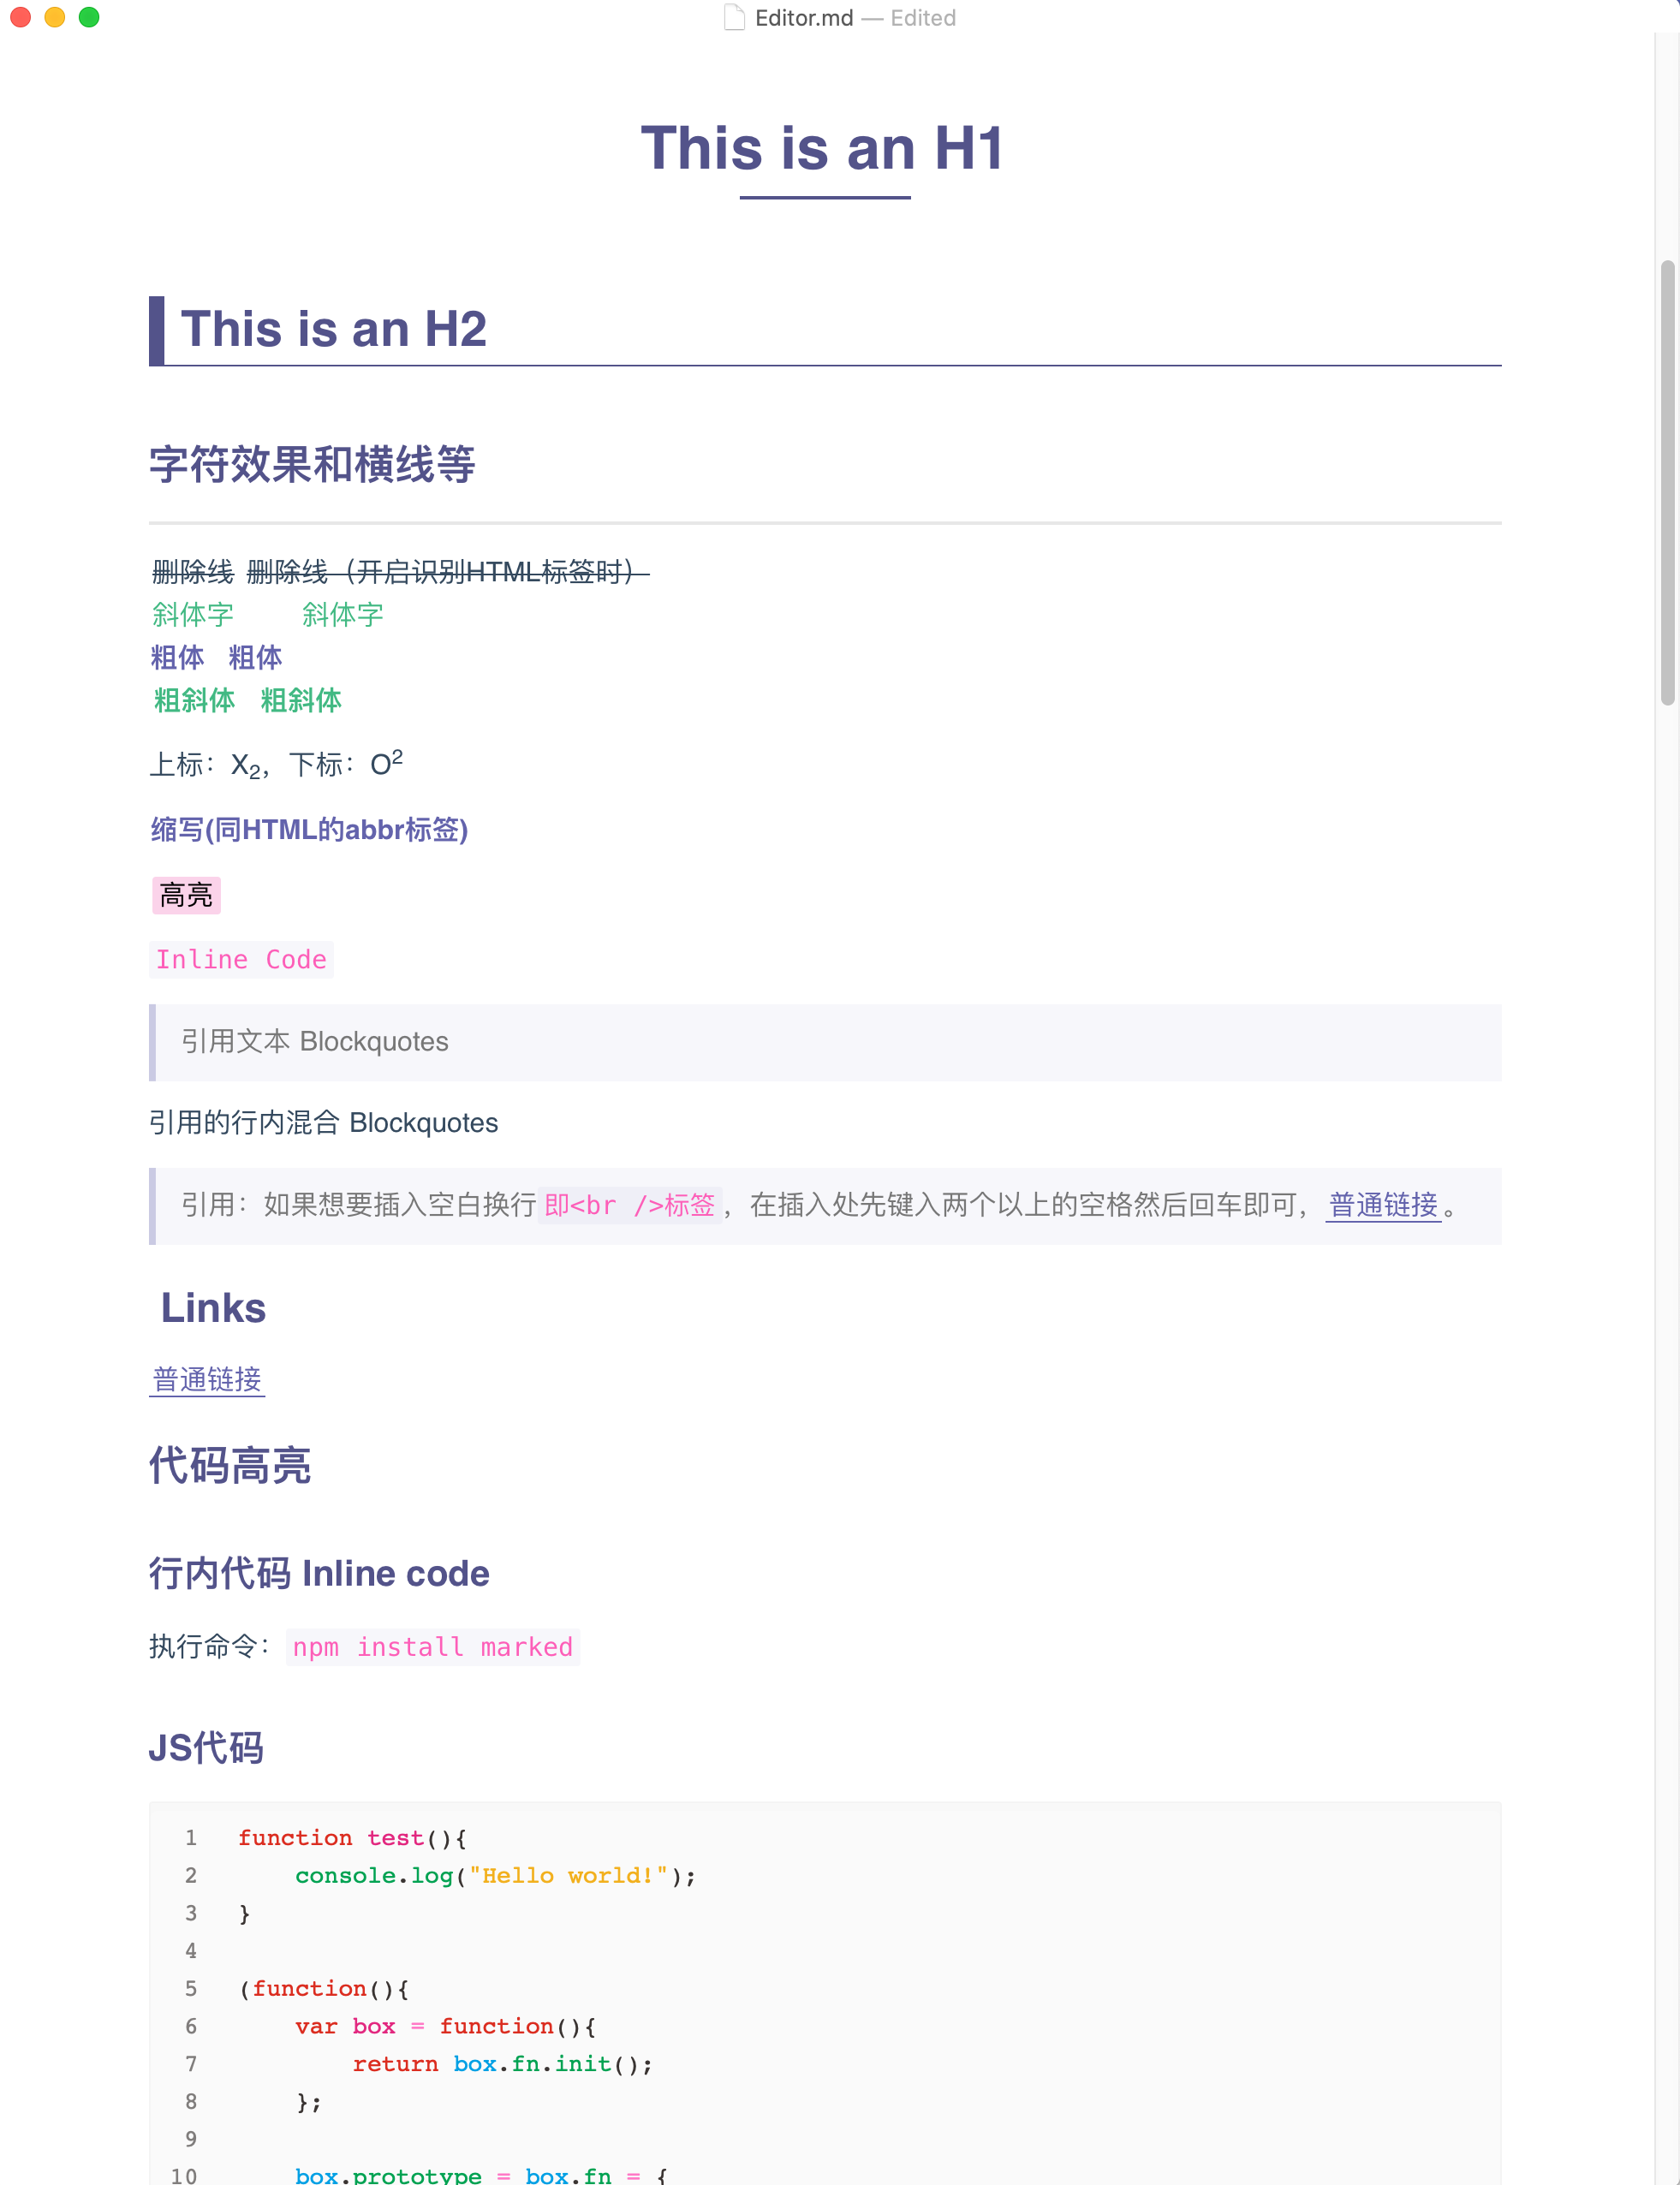 Editor.md — Edited
This is an H1
This is an H2
字符效果和横线等
删除线 删除线（开启识别HTML标签时）
斜体字 斜体字
粗体 粗体
粗斜体 粗斜体
上标：X₂，下标：O²
缩写(同HTML的abbr标签)
高亮
Inline Code
引用文本 Blockquotes
引用的行内混合 Blockquotes
引用：如果想要插入空白换行即<br />标签，在插入处先键入两个以上的空格然后回车即可，普通链接。
Links
普通链接
代码高亮
行内代码 Inline code
执行命令：npm install marked
JS代码
1 function test(){
2     console.log("Hello world!");
3 }
4
5 (function(){
6     var box = function(){
7         return box.fn.init();
8     };
9
10     box.prototype = box.fn = {